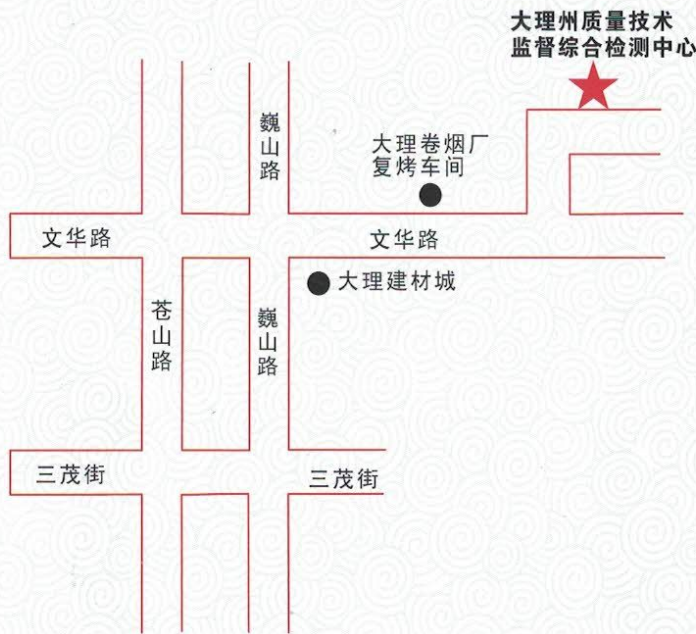 大理州质量技术
监督综合检测中心
巍山路
大理卷烟厂
复烤车间
文华路
文华路
大理建材城
苍山路
巍山路
三茂街
三茂街